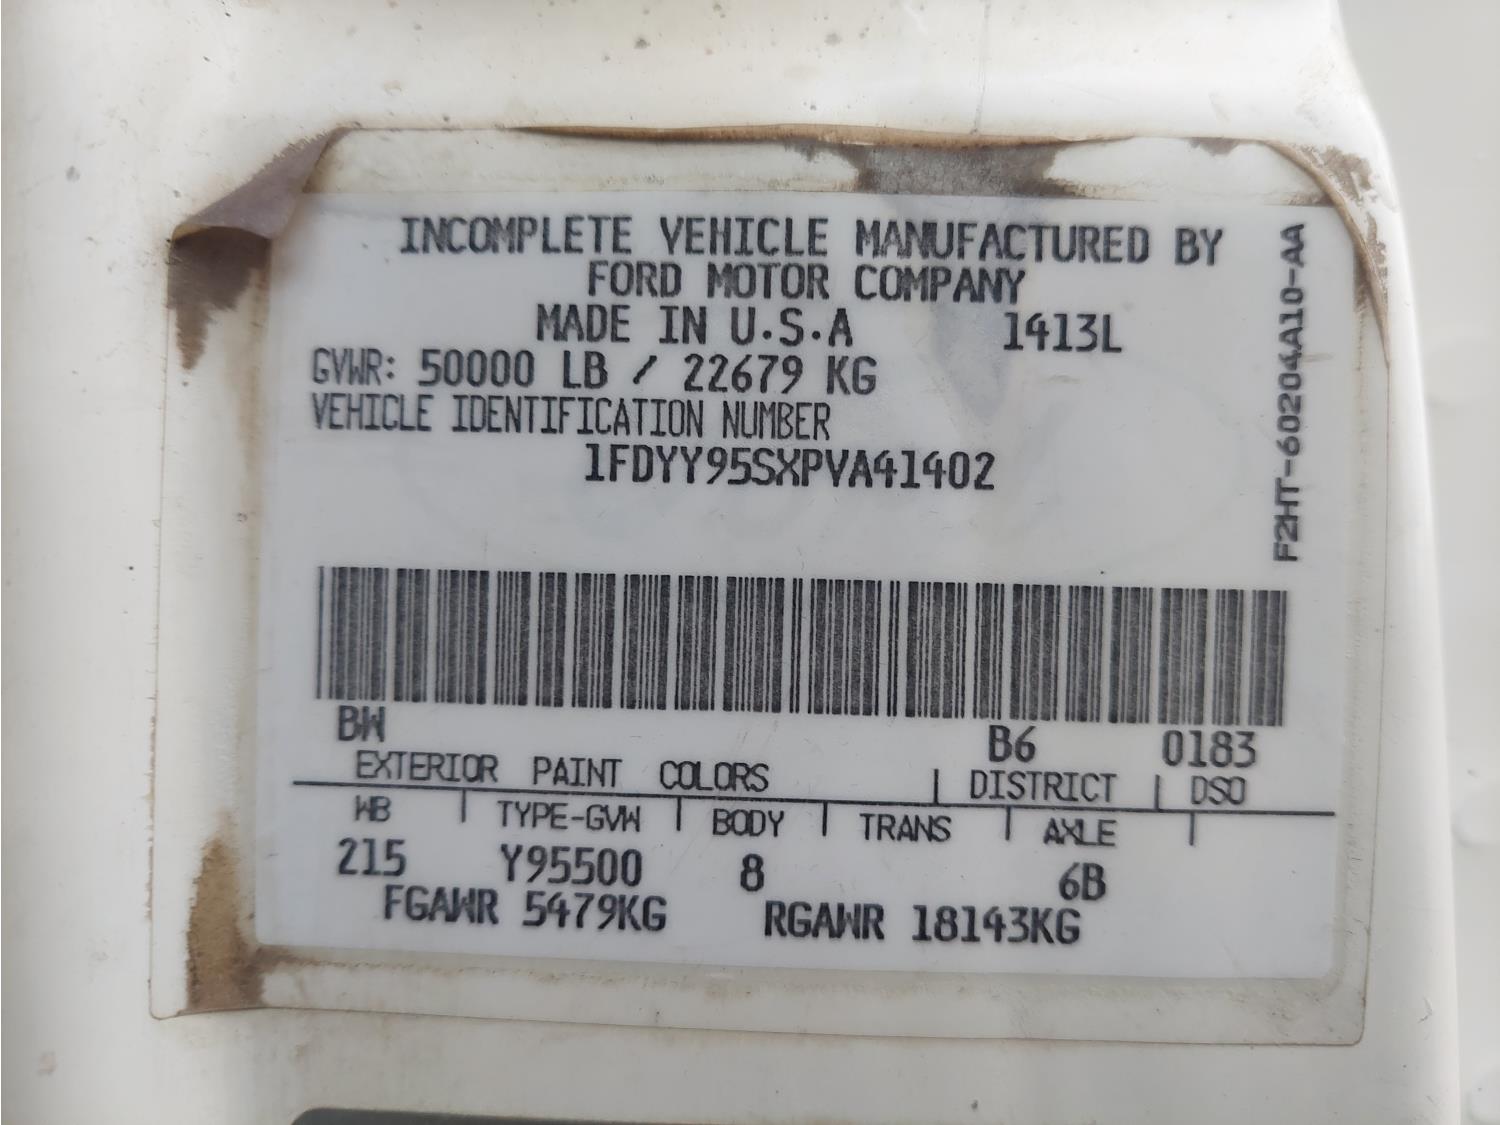 INCOMPLETE VEHICLE MANUFACTURED BY
FORD MOTOR COMPANY
MADE IN U.S.A 1413L
GVWR: 50000 LB / 22679 KG
VEHICLE IDENTIFICATION NUMBER
1FDYY95SXPVA41402
F2HT-60204A10-AA
BW B6 0183
EXTERIOR PAINT COLORS | DISTRICT | DSO
WB | TYPE-GVW | BODY | TRANS | AXLE |
215 Y95500 8 6B
FGAWR 5479KG RGAWR 18143KG